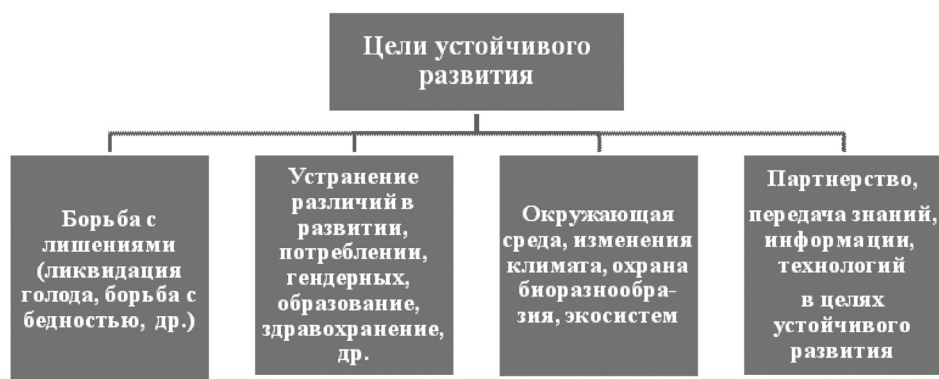 Цели устойчивого
развития
Борьба с
лишениями
(ликвидация
голода, борьба с
бедностью, др.)
Устранение
различий в
развитии,
потреблении,
гендерных,
образование,
здравохранение,
др.
Окружающая
среда, изменения
климата, охрана
биоразнообра-
зия, экосистем
Партнерство,
передача знаний,
информации,
технологий
в целях
устойчивого
развития